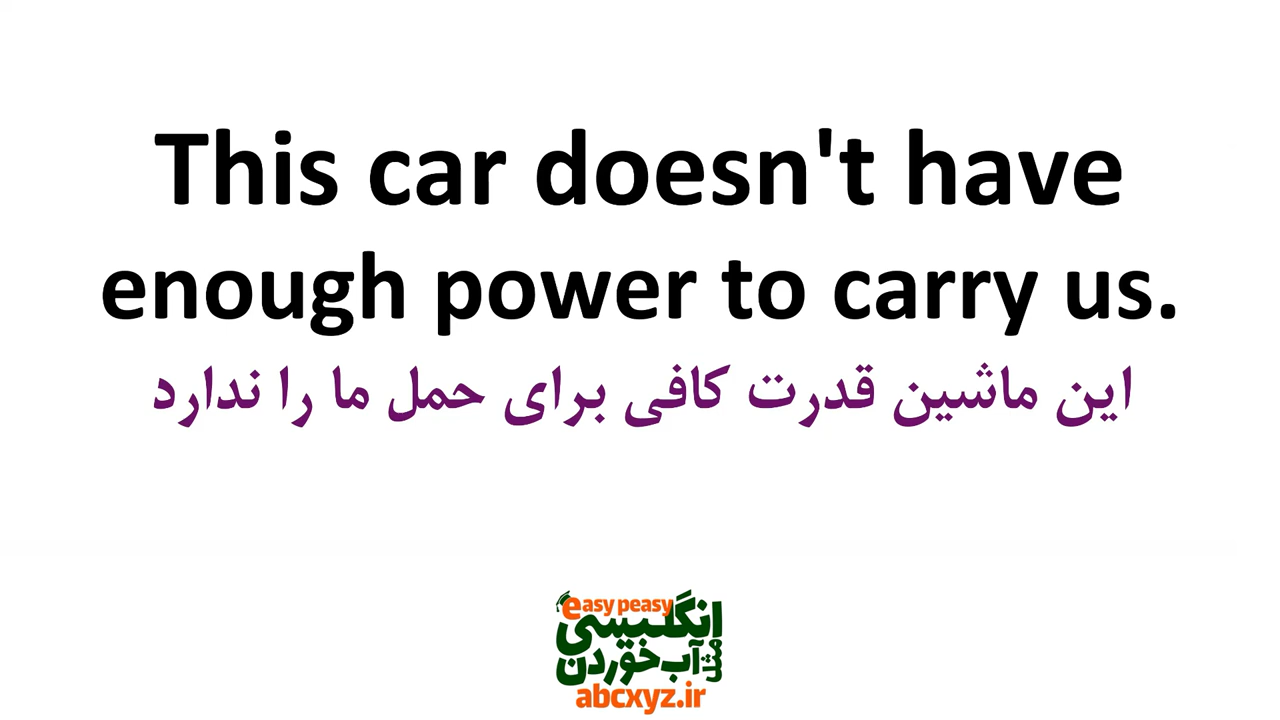 This car doesn't have
enough power to carry us.
این ماشین قدرت کافی برای حمل ما را ندارد
easy peasy
انگلیسی
مثل آب خوردن
abcxyz.ir